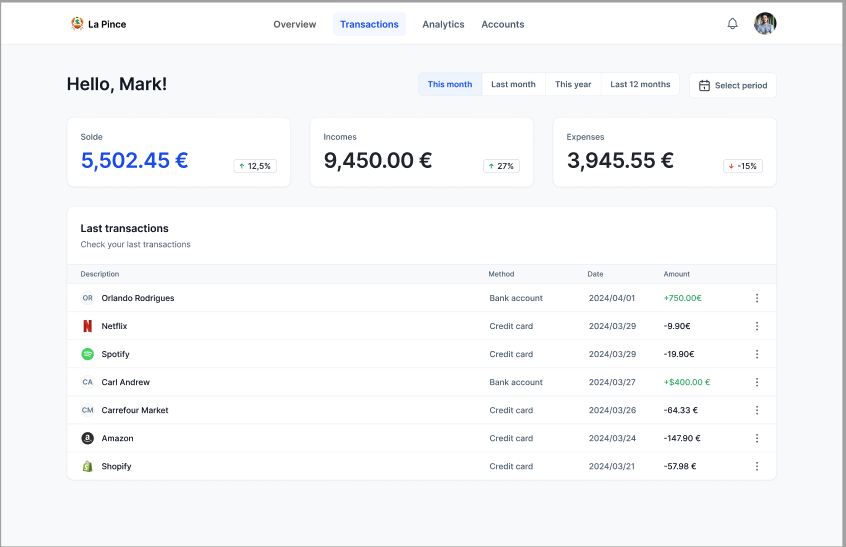 La Pince Overview Transactions Analytics Accounts
Hello, Mark! This month Last month This year Last 12 months Select period
Solde Incomes Expenses
5,502.45 € 12,5% 9,450.00 € 27% 3,945.55 € -15%
Last transactions
Check your last transactions
Description Method Date Amount
OR Orlando Rodrigues Bank account 2024/04/01 +750.00€
Netflix Credit card 2024/03/29 -9.90€
Spotify Credit card 2024/03/29 -19.90€
CA Carl Andrew Bank account 2024/03/27 +$400.00 €
CM Carrefour Market Credit card 2024/03/26 -64.33 €
a Amazon Credit card 2024/03/24 -147.90 €
Shopify Credit card 2024/03/21 -57.98 €